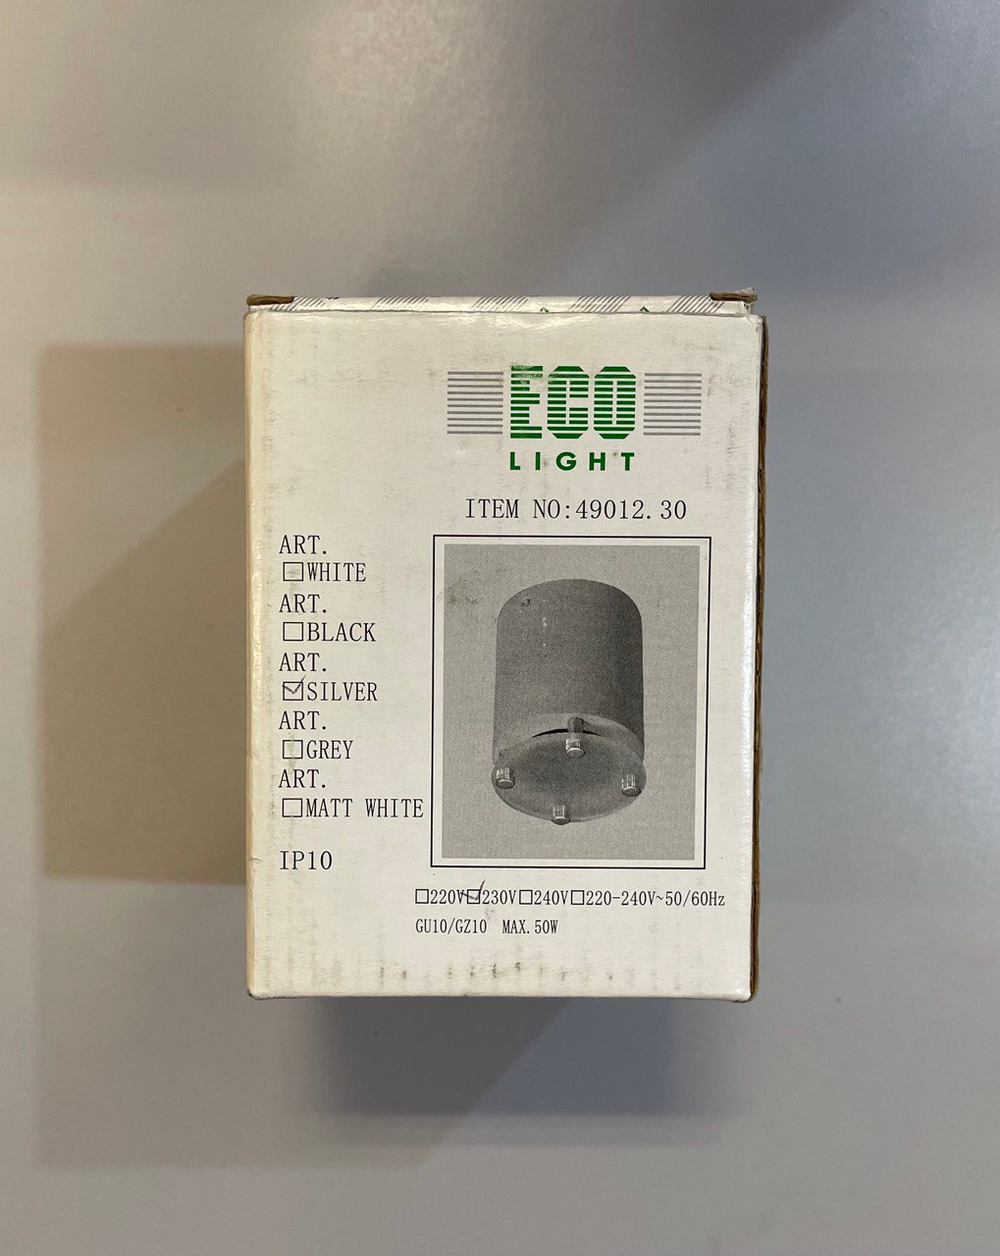 ECO
LIGHT
ITEM NO:49012.30
ART.
☐WHITE
ART.
☐BLACK
ART.
☑SILVER
ART.
☐GREY
ART.
☐MATT WHITE
IP10
☐220V☑230V☐240V☐220-240V~50/60Hz
GU10/GZ10 MAX.50W